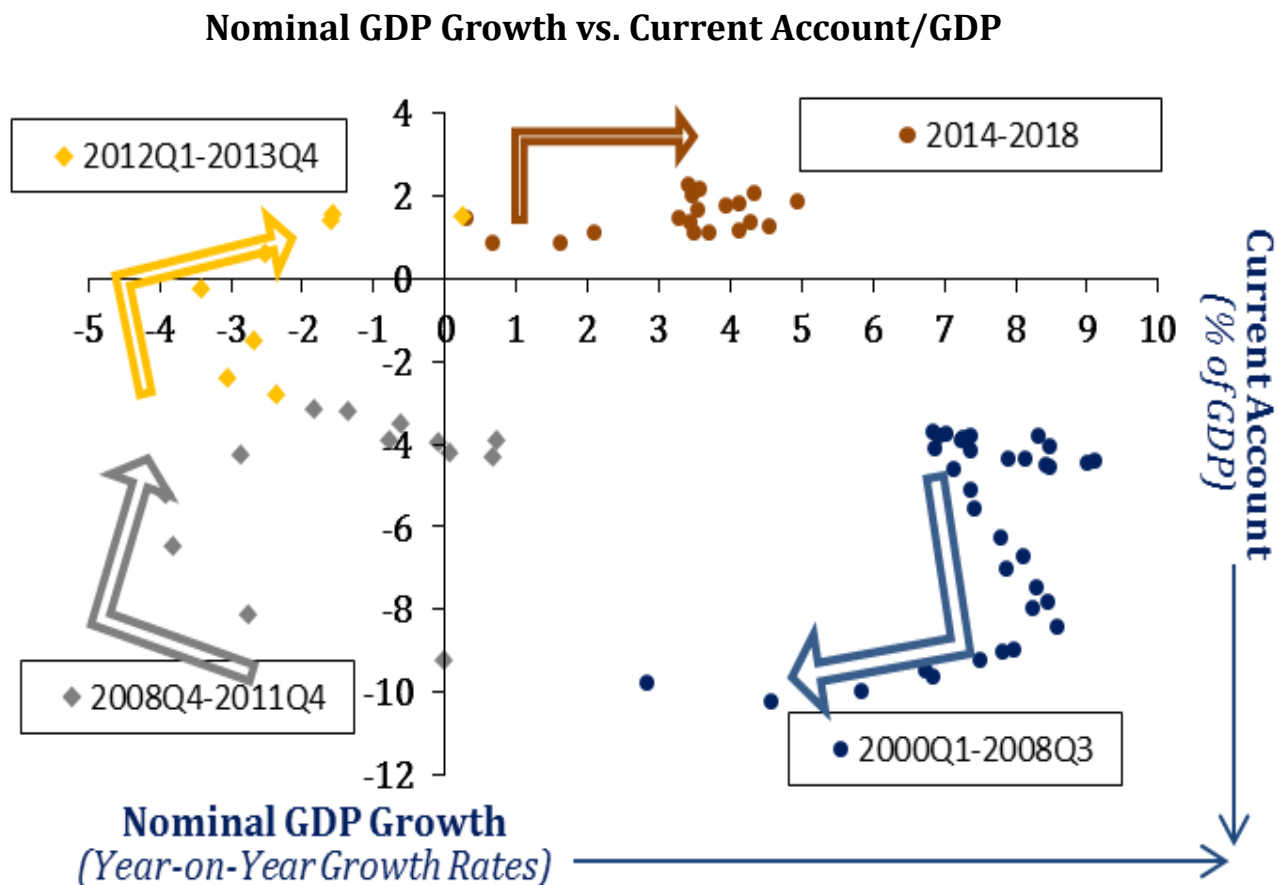 Nominal GDP Growth vs. Current Account/GDP
2012Q1-2013Q4
2014-2018
4
2
0
-5 -4 -3 -2 -1 0 1 2 3 4 5 6 7 8 9 10
-2
-4
-6
-8
-10
-12
2008Q4-2011Q4
2000Q1-2008Q3
Current Account
(% of GDP)
Nominal GDP Growth
(Year-on-Year Growth Rates)